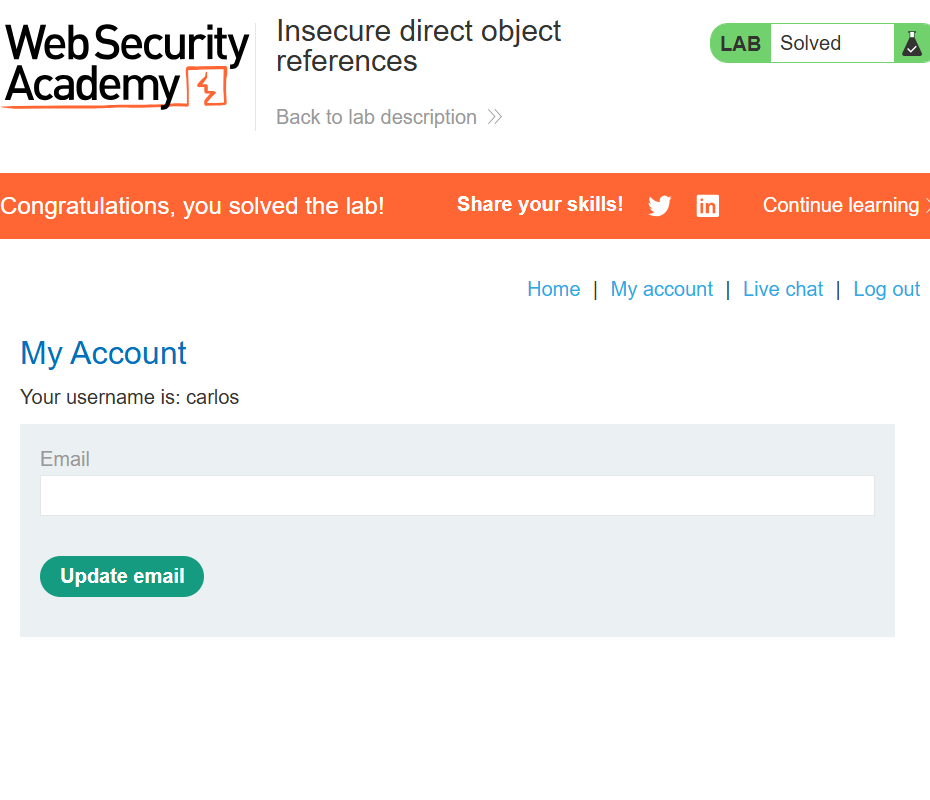 Web Security
Academy
Insecure direct object
references
Back to lab description
LAB Solved
Congratulations, you solved the lab!
Share your skills!
in
Continue learning
Home | My account | Live chat | Log out
My Account
Your username is: carlos
Email
Update email